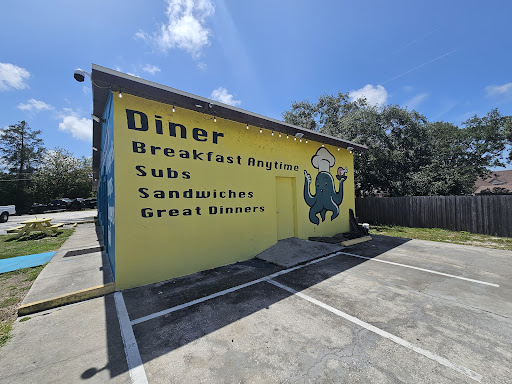 Diner
Breakfast Anytime
Subs
Sandwiches
Great Dinners